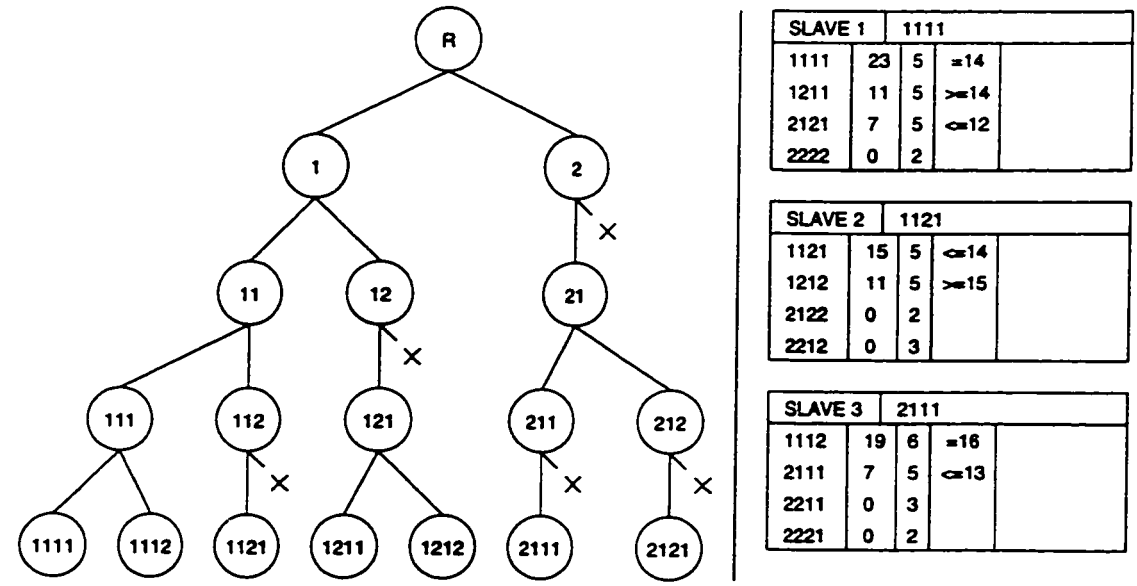 R
1 2
11 12 21
111 112 121 211 212
1111 1112 1121 1211 1212 2111 2121
SLAVE 1 1111
1111 23 5 =14
1211 11 5 >=14
2121 7 5 <=12
2222 0 2
SLAVE 2 1121
1121 15 5 <=14
1212 11 5 >=15
2122 0 2
2212 0 3
SLAVE 3 2111
1112 19 6 =16
2111 7 5 <=13
2211 0 3
2221 0 2